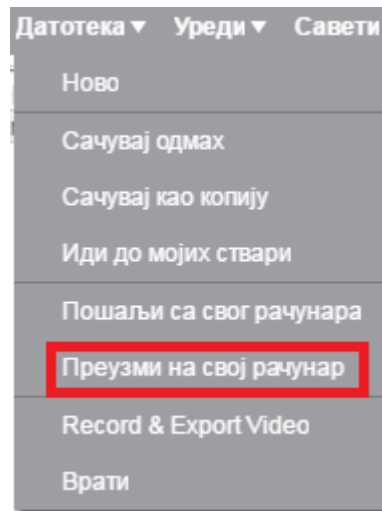 Датотека▼ Уреди▼ Савети
Ново
Сачувај одмах
Сачувај као копију
Иди до мојих ствари
Пошаљи са свог рачунара
Преузми на свој рачунар
Record & Export Video
Врати